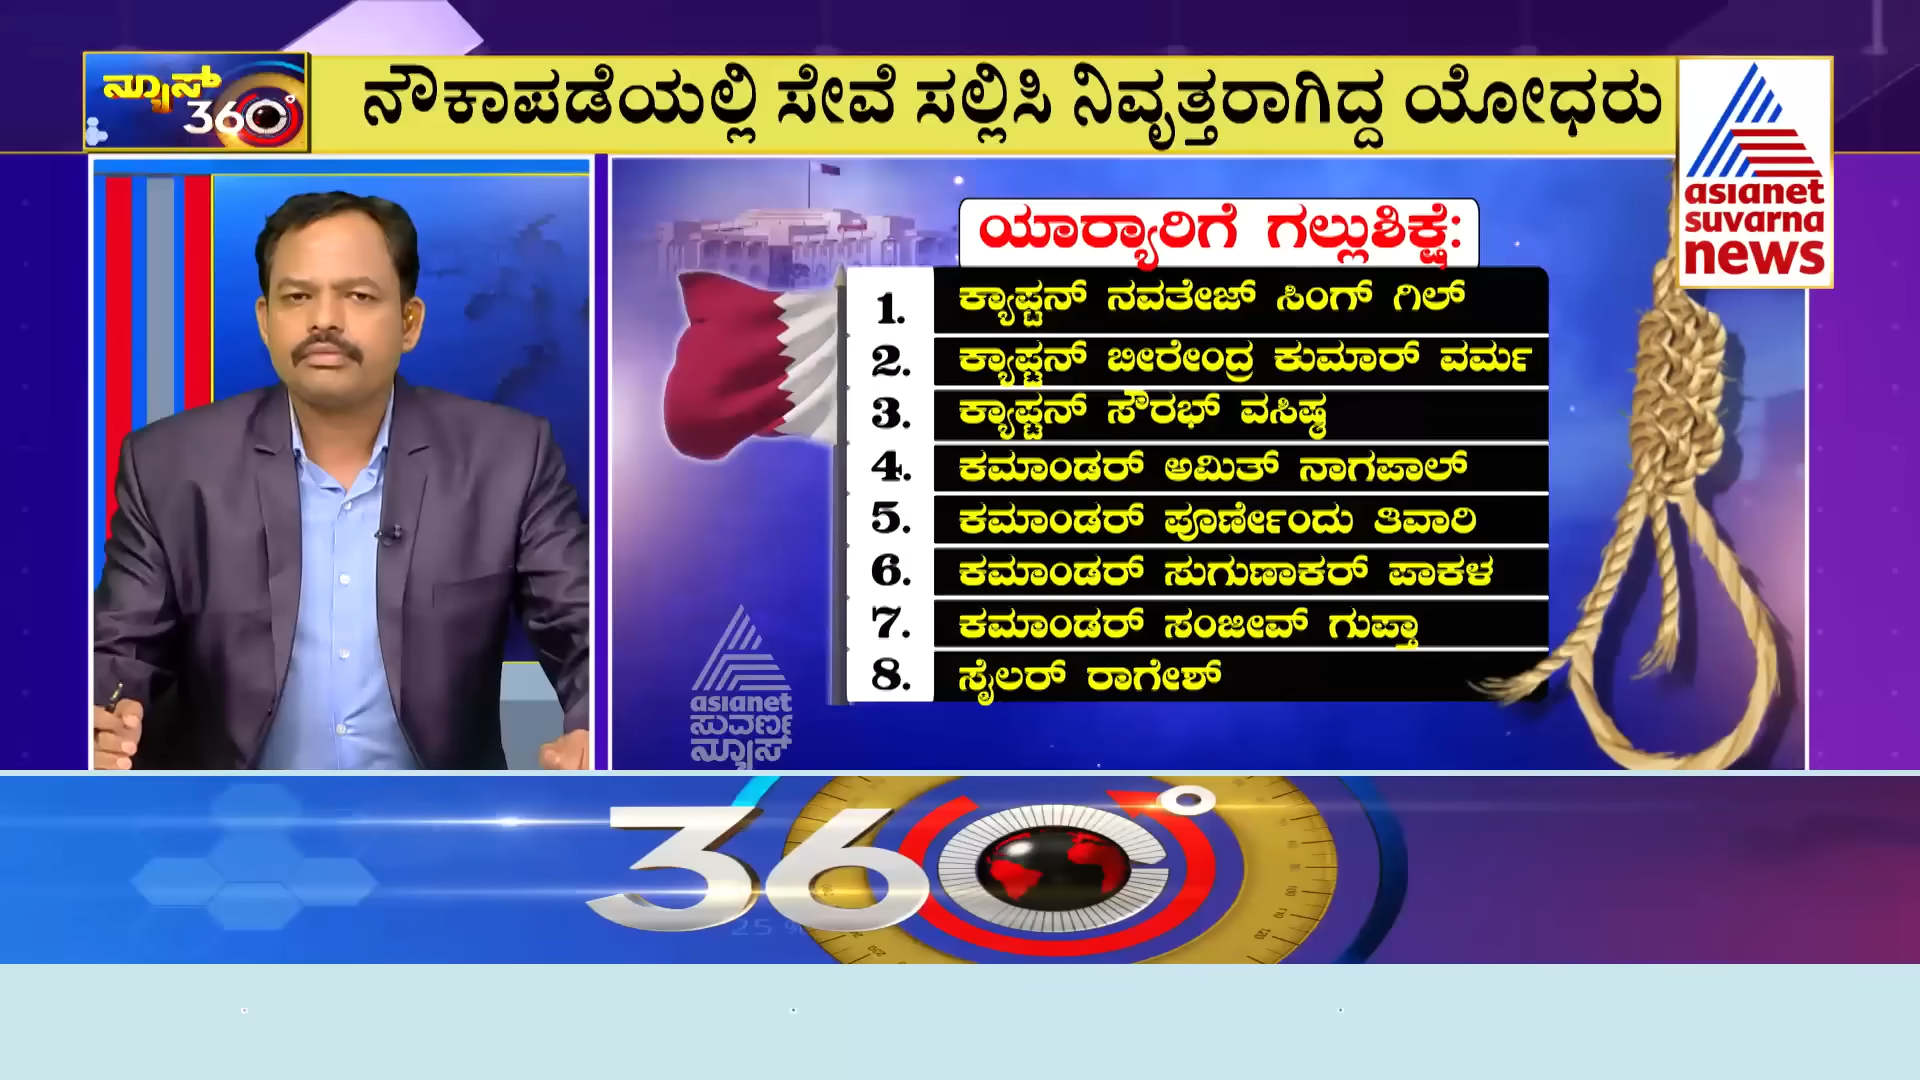 ನ್ಯೂಸ್
360°
ನೌಕಾಪಡೆಯಲ್ಲಿ ಸೇವೆ ಸಲ್ಲಿಸಿ ನಿವೃತ್ತರಾಗಿದ್ದ ಯೋಧರು
asianet
suvarna
news
ಯಾರ‍್ಯಾರಿಗೆ ಗಲ್ಲುಶಿಕ್ಷೆ:
1. ಕ್ಯಾಪ್ಟನ್ ನವತೇಜ್ ಸಿಂಗ್ ಗಿಲ್
2. ಕ್ಯಾಪ್ಟನ್ ಬೀರೇಂದ್ರ ಕುಮಾರ್ ವರ್ಮ
3. ಕ್ಯಾಪ್ಟನ್ ಸೌರಭ್ ವಸಿಷ್ಠ
4. ಕಮಾಂಡರ್ ಅಮಿತ್ ನಾಗಪಾಲ್
5. ಕಮಾಂಡರ್ ಪೂರ್ಣೇಂದು ತಿವಾರಿ
6. ಕಮಾಂಡರ್ ಸುಗುಣಾಕರ್ ಪಾಕಳ
7. ಕಮಾಂಡರ್ ಸಂಜೀವ್ ಗುಪ್ತಾ
8. ಸೈಲರ್ ರಾಗೇಶ್
asianet
ಸುವರ್ಣ
ನ್ಯೂಸ್
360°